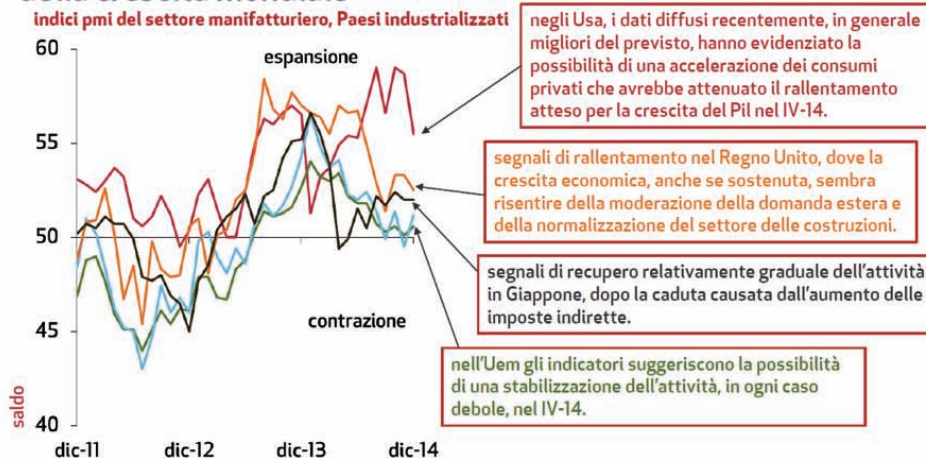 indici pmi del settore manifatturiero, Paesi industrializzati
60
55
50
45
40
saldo
espansione
contrazione
dic-11
dic-12
dic-13
dic-14
negli Usa, i dati diffusi recentemente, in generale
migliori del previsto, hanno evidenziato la
possibilità di una accelerazione dei consumi
privati che avrebbe attenuato il rallentamento
atteso per la crescita del Pil nel IV-14.
segnali di rallentamento nel Regno Unito, dove la
crescita economica, anche se sostenuta, sembra
risentire della moderazione della domanda estera e
della normalizzazione del settore delle costruzioni.
segnali di recupero relativamente graduale dell'attività
in Giappone, dopo la caduta causata dall'aumento delle
imposte indirette.
nell'Uem gli indicatori suggeriscono la possibilità
di una stabilizzazione dell'attività, in ogni caso
debole, nel IV-14.